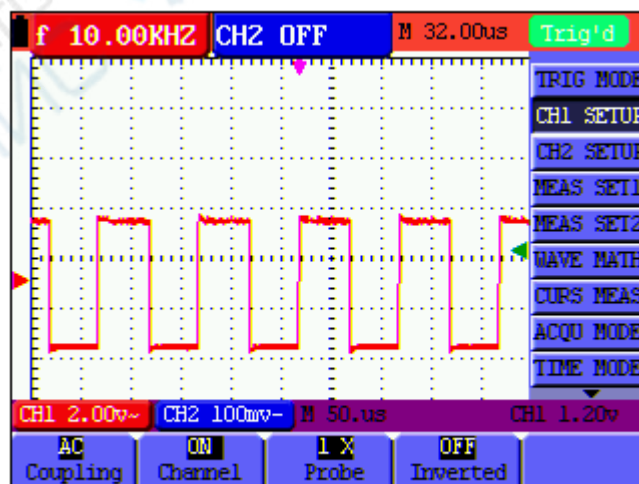 f 10.00KHZ CH2 OFF M 32.00us Trig'd
TRIG MODE
CH1 SETUP
CH2 SETUP
MEAS SET1
MEAS SET2
WAVE MATH
CURS MEAS
ACQU MODE
TIME MODE
CH1 2.00v~ CH2 100mv- M 50.us CH1 1.20v
AC ON 1 X OFF
Coupling Channel Probe Inverted